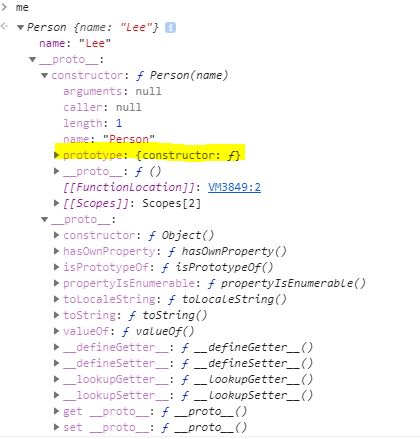 > me
< ▼Person {name: "Lee"} i
name: "Lee"
▼__proto__:
▼constructor: ƒ Person(name)
arguments: null
caller: null
length: 1
name: "Person"
▶prototype: {constructor: ƒ}
▶__proto__: ƒ ()
[[FunctionLocation]]: VM3849:2
▶[[Scopes]]: Scopes[2]
▼__proto__:
▶constructor: ƒ Object()
▶hasOwnProperty: ƒ hasOwnProperty()
▶isPrototypeOf: ƒ isPrototypeOf()
▶propertyIsEnumerable: ƒ propertyIsEnumerable()
▶toLocaleString: ƒ toLocaleString()
▶toString: ƒ toString()
▶valueOf: ƒ valueOf()
▶__defineGetter__: ƒ __defineGetter__()
▶__defineSetter__: ƒ __defineSetter__()
▶__lookupGetter__: ƒ __lookupGetter__()
▶__lookupSetter__: ƒ __lookupSetter__()
▶get __proto__: ƒ __proto__()
▶set __proto__: ƒ __proto__()